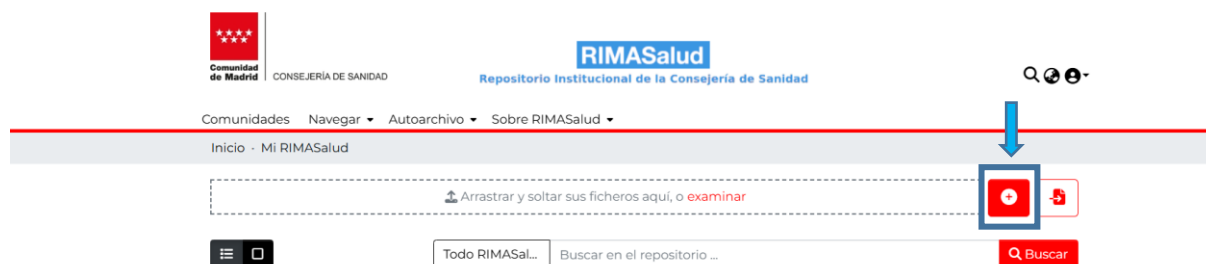 Comunidad
de Madrid
CONSEJERÍA DE SANIDAD
RIMASalud
Repositorio Institucional de la Consejería de Sanidad
Comunidades Navegar Autoarchivo Sobre RIMASalud
Inicio · Mi RIMASalud
Arrastrar y soltar sus ficheros aquí, o examinar
Todo RIMASal... Buscar en el repositorio ... Buscar